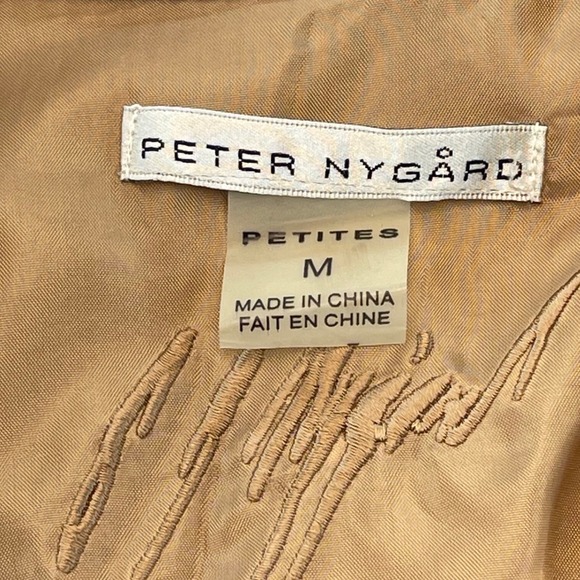 PETER NYGÅRD
PETITES
M
MADE IN CHINA
FAIT EN CHINE